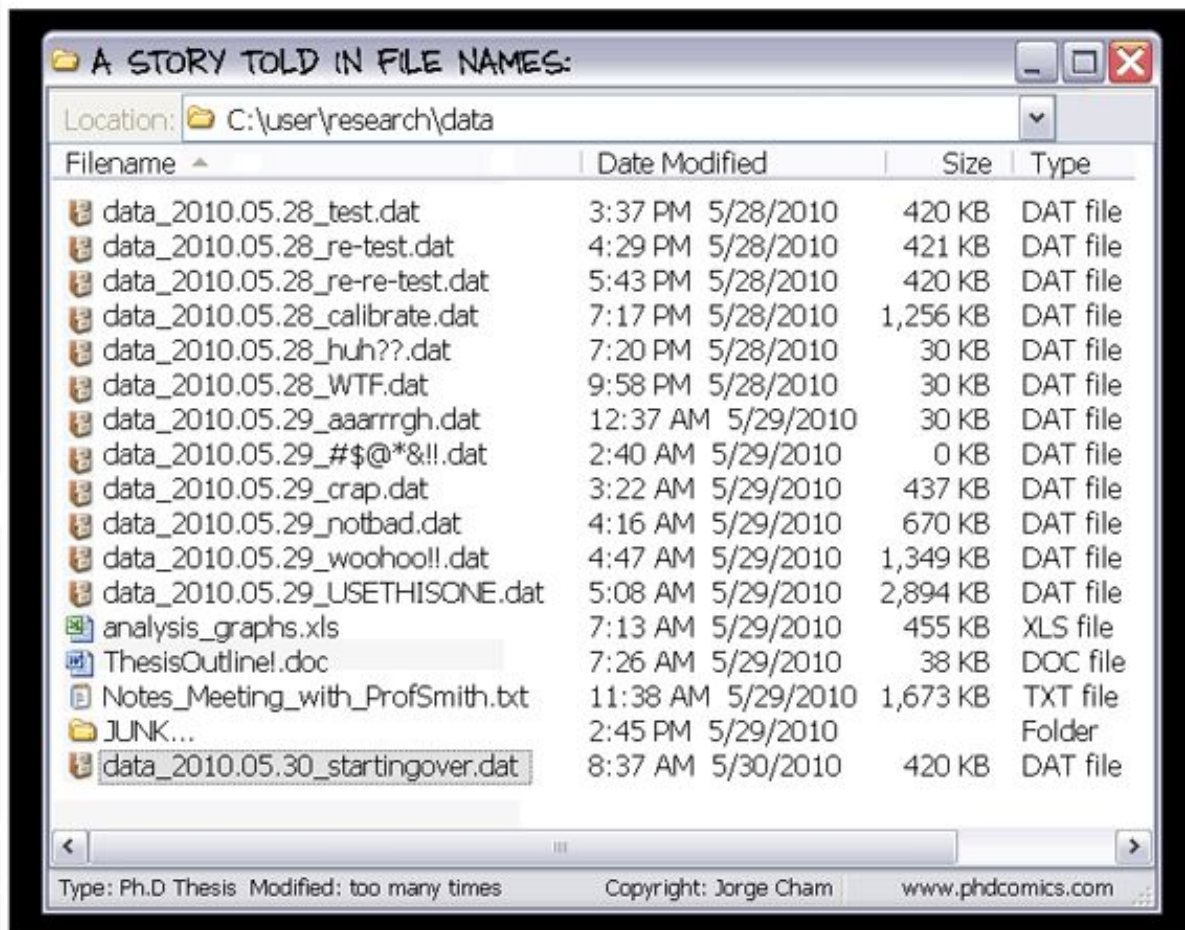 A STORY TOLD IN FILE NAMES:
Location: C:\user\research\data
Filename Date Modified Size Type
data_2010.05.28_test.dat 3:37 PM 5/28/2010 420 KB DAT file
data_2010.05.28_re-test.dat 4:29 PM 5/28/2010 421 KB DAT file
data_2010.05.28_re-re-test.dat 5:43 PM 5/28/2010 420 KB DAT file
data_2010.05.28_calibrate.dat 7:17 PM 5/28/2010 1,256 KB DAT file
data_2010.05.28_huh??.dat 7:20 PM 5/28/2010 30 KB DAT file
data_2010.05.28_WTF.dat 9:58 PM 5/28/2010 30 KB DAT file
data_2010.05.29_aaarrrgh.dat 12:37 AM 5/29/2010 30 KB DAT file
data_2010.05.29_#$@*&!!.dat 2:40 AM 5/29/2010 0 KB DAT file
data_2010.05.29_crap.dat 3:22 AM 5/29/2010 437 KB DAT file
data_2010.05.29_notbad.dat 4:16 AM 5/29/2010 670 KB DAT file
data_2010.05.29_woohoo!!.dat 4:47 AM 5/29/2010 1,349 KB DAT file
data_2010.05.29_USETHISONE.dat 5:08 AM 5/29/2010 2,894 KB DAT file
analysis_graphs.xls 7:13 AM 5/29/2010 455 KB XLS file
ThesisOutline!.doc 7:26 AM 5/29/2010 38 KB DOC file
Notes_Meeting_with_ProfSmith.txt 11:38 AM 5/29/2010 1,673 KB TXT file
JUNK... 2:45 PM 5/29/2010 Folder
data_2010.05.30_startingover.dat 8:37 AM 5/30/2010 420 KB DAT file
Type: Ph.D Thesis Modified: too many times Copyright: Jorge Cham www.phdcomics.com